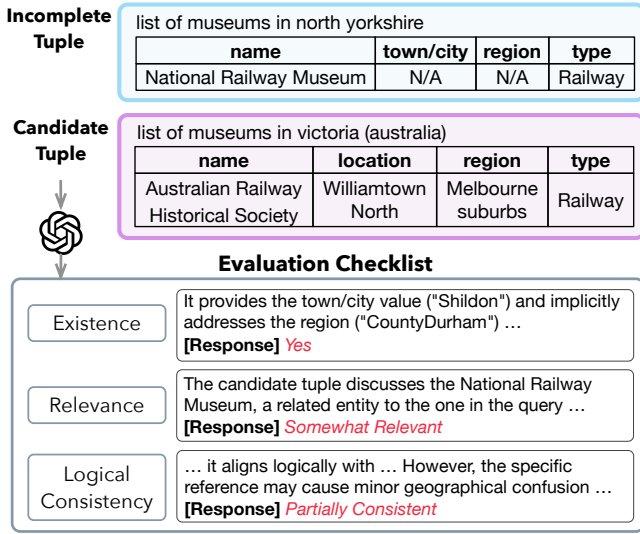 Incomplete Tuple
list of museums in north yorkshire
name town/city region type
National Railway Museum N/A N/A Railway
Candidate Tuple
list of museums in victoria (australia)
name location region type
Australian Railway Historical Society Williamtown North Melbourne suburbs Railway
Evaluation Checklist
Existence
It provides the town/city value ("Shildon") and implicitly
addresses the region ("CountyDurham") ...
[Response] Yes
Relevance
The candidate tuple discusses the National Railway
Museum, a related entity to the one in the query ...
[Response] Somewhat Relevant
Logical
Consistency
... it aligns logically with ... However, the specific
reference may cause minor geographical confusion ...
[Response] Partially Consistent